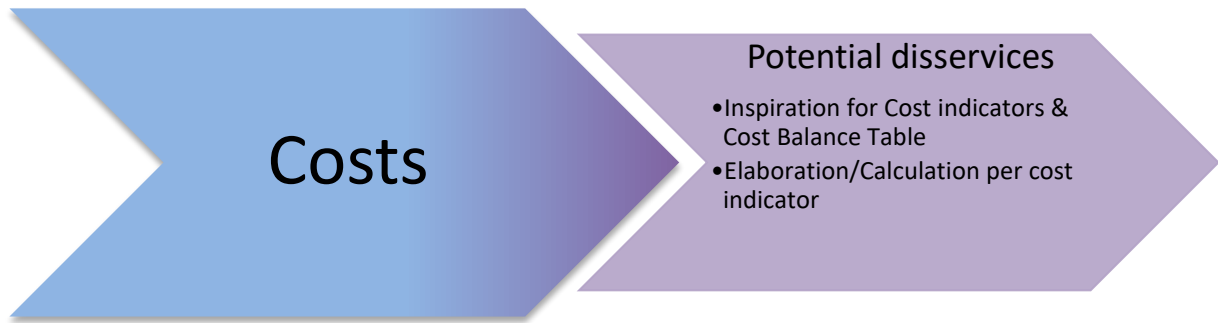 Costs
Potential disservices
•Inspiration for Cost indicators &
Cost Balance Table
•Elaboration/Calculation per cost
indicator